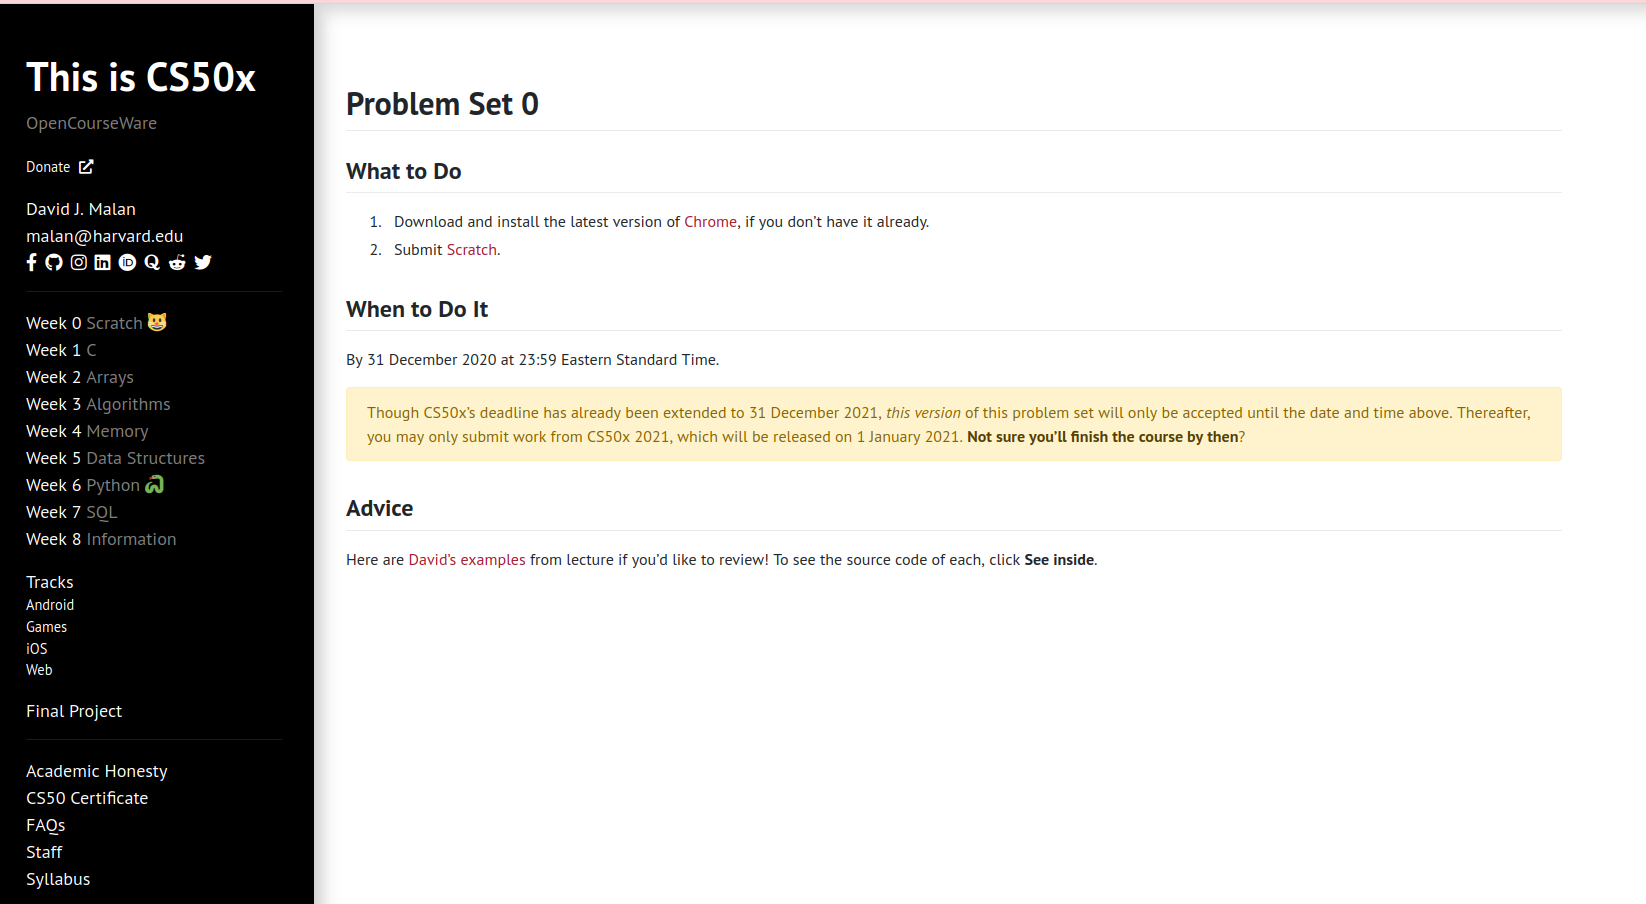 This is CS50x
OpenCourseWare
Donate
David J. Malan
malan@harvard.edu
Week 0 Scratch
Week 1 C
Week 2 Arrays
Week 3 Algorithms
Week 4 Memory
Week 5 Data Structures
Week 6 Python
Week 7 SQL
Week 8 Information
Tracks
Android
Games
iOS
Web
Final Project
Academic Honesty
CS50 Certificate
FAQs
Staff
Syllabus
Problem Set 0
What to Do
1. Download and install the latest version of Chrome, if you don’t have it already.
2. Submit Scratch.
When to Do It
By 31 December 2020 at 23:59 Eastern Standard Time.
Though CS50x’s deadline has already been extended to 31 December 2021, this version of this problem set will only be accepted until the date and time above. Thereafter,
you may only submit work from CS50x 2021, which will be released on 1 January 2021. Not sure you’ll finish the course by then?
Advice
Here are David’s examples from lecture if you’d like to review! To see the source code of each, click See inside.